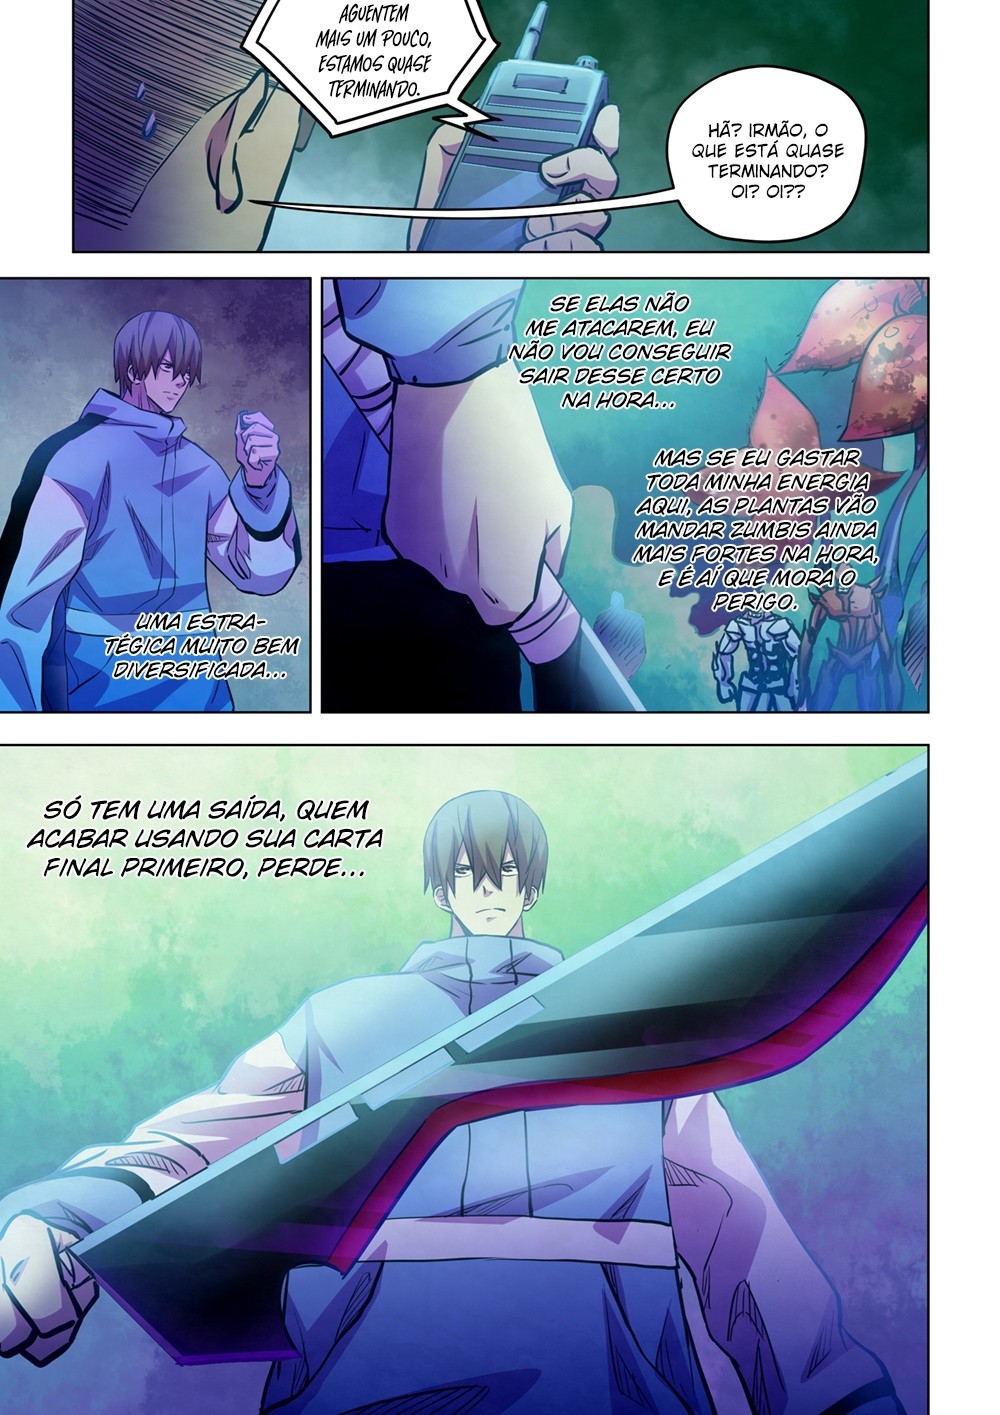 AGUENTEM
MAIS UM POUCO,
ESTAMOS QUASE
TERMINANDO.
HÃ? IRMÃO, O
QUE ESTÁ QUASE
TERMINANDO?
OI? OI??
UMA ESTRA-
TÉGICA MUITO BEM
DIVERSIFICADA...
SE ELAS NÃO
ME ATACAREM, EU
NÃO VOU CONSEGUIR
SAIR DESSE CERTO
NA HORA...
MAS SE EU GASTAR
TODA MINHA ENERGIA
AQUI, AS PLANTAS VÃO
MANDAR ZUMBIS AINDA
MAIS FORTES NA HORA,
E É AÍ QUE MORA O
PERIGO.
SÓ TEM UMA SAÍDA, QUEM
ACABAR USANDO SUA CARTA
FINAL PRIMEIRO, PERDE...